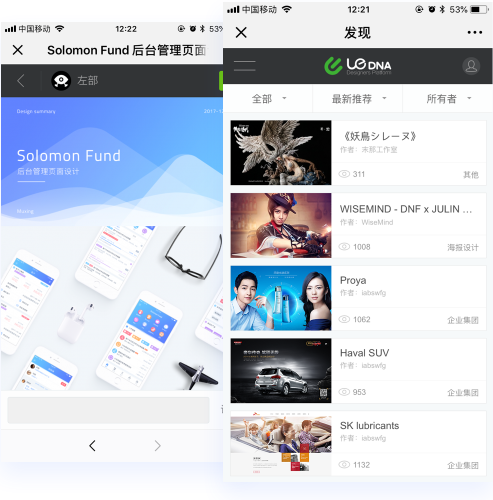 中国移动
12:22
53%
Solomon Fund 后台管理页面
左部
Design summary
2017-1
Solomon Fund
后台管理页面设计
中国移动
12:21
53%
发现
UE DNA
Designers Platform
全部
最新推荐
所有者
《妖鳥シレーヌ》
作者：末那工作室
311
其他
WISEMIND - DNF x JULIN ...
作者：WiseMind
1008
海报设计
Proya
作者：iabswfg
1062
企业集团
Haval SUV
作者：iabswfg
953
企业集团
SK lubricants
作者：iabswfg
1132
企业集团